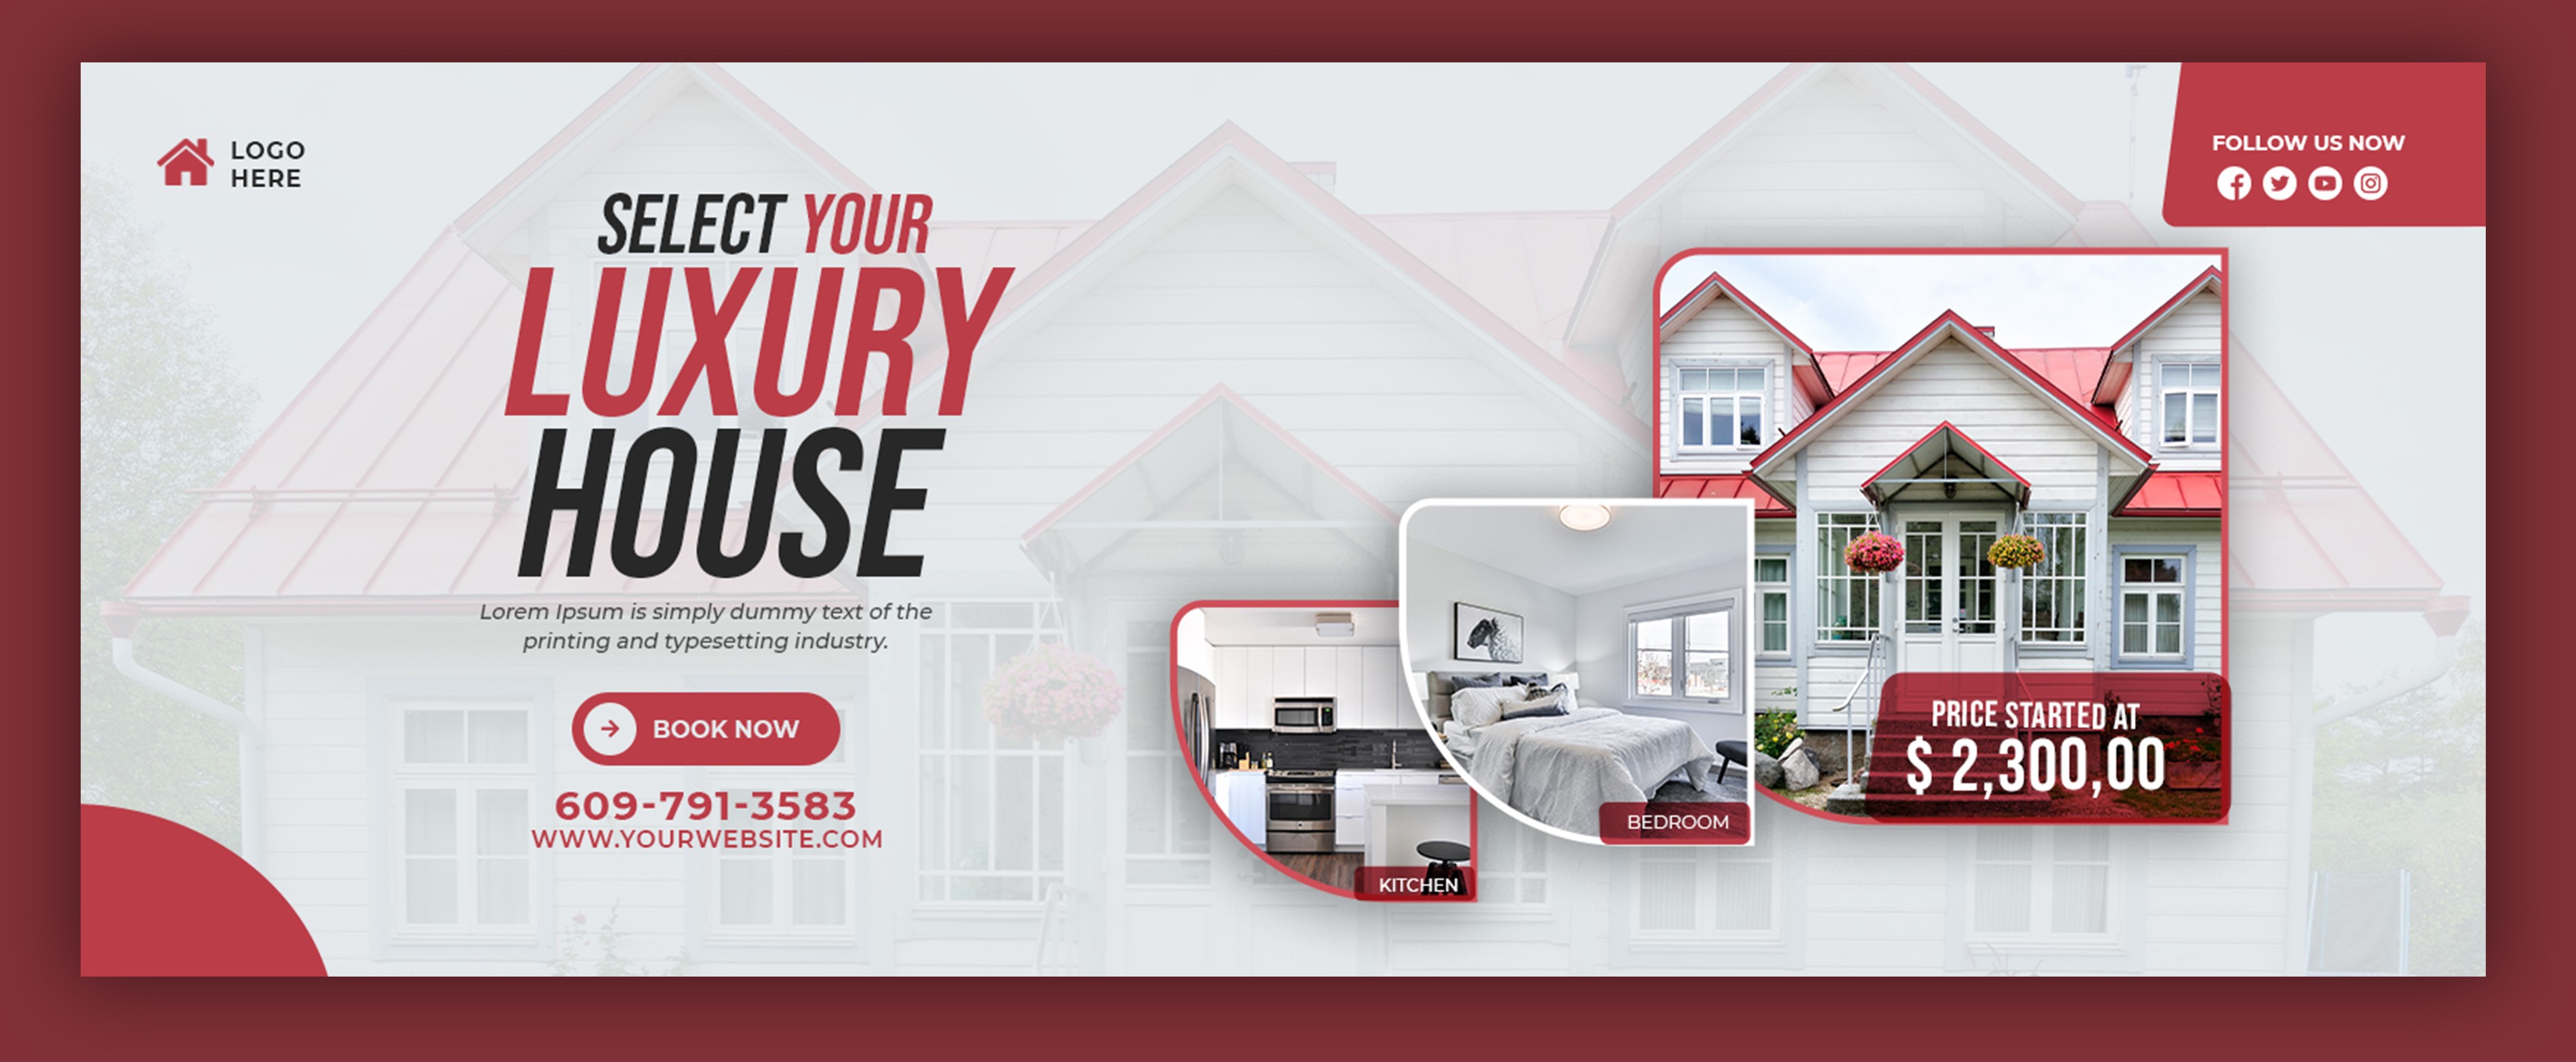 LOGO
HERE
FOLLOW US NOW
SELECT YOUR
LUXURY
HOUSE
Lorem Ipsum is simply dummy text of the
printing and typesetting industry.
BOOK NOW
609-791-3583
WWW.YOURWEBSITE.COM
KITCHEN
BEDROOM
PRICE STARTED AT
$ 2,300,00